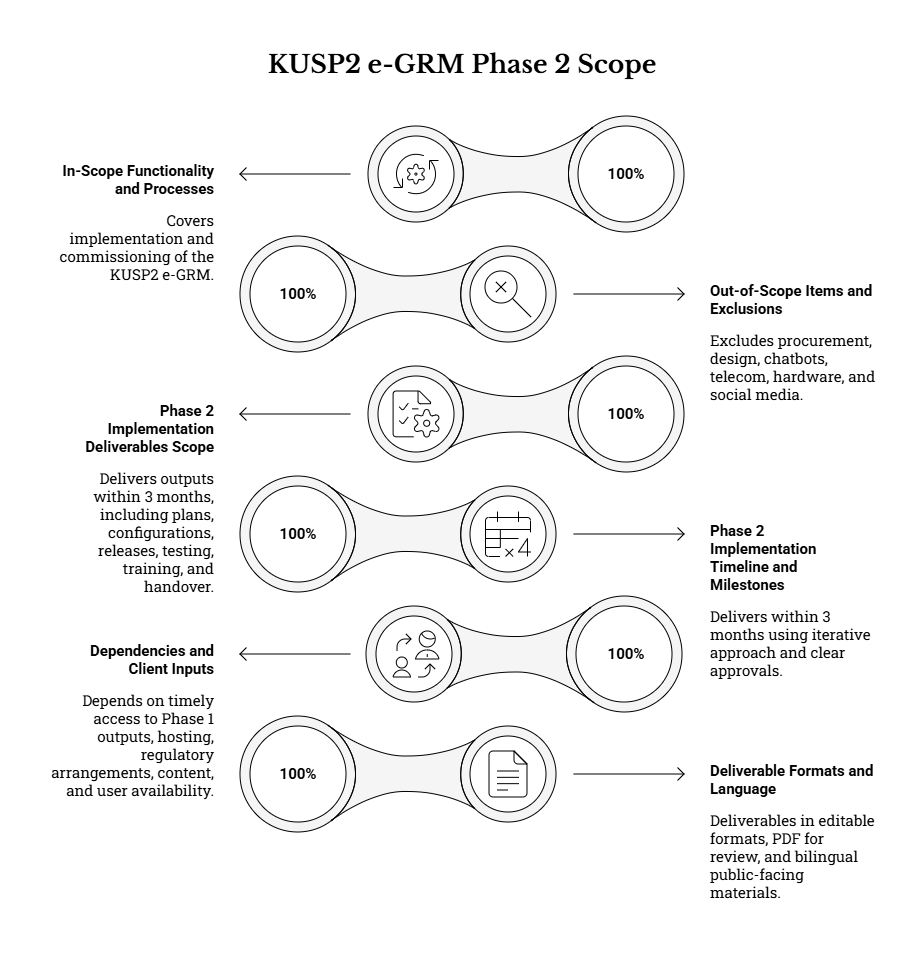 KUSP2 e-GRM Phase 2 Scope
In-Scope Functionality
and Processes
Covers
implementation and
commissioning of the
KUSP2 e-GRM.
100%
100%
Out-of-Scope Items and
Exclusions
Excludes procurement,
design, chatbots,
telecom, hardware, and
social media.
Phase 2
Implementation
Deliverables Scope
Delivers outputs
within 3 months,
including plans,
configurations,
releases, testing,
training, and
handover.
100%
100%
×4
Phase 2
Implementation
Timeline and
Milestones
Delivers within 3
months using iterative
approach and clear
approvals.
Dependencies and
Client Inputs
Depends on timely
access to Phase 1
outputs, hosting,
regulatory
arrangements, content,
and user availability.
100%
100%
Deliverable Formats and
Language
Deliverables in editable
formats, PDF for
review, and bilingual
public-facing
materials.